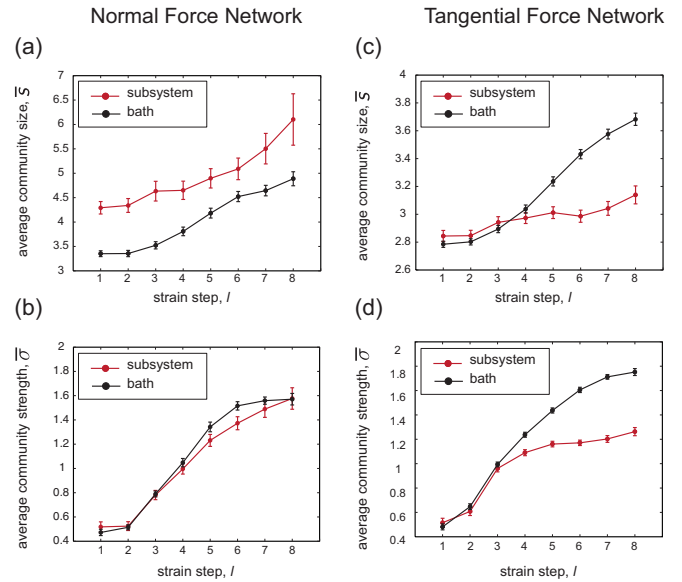 Normal Force Network
Tangential Force Network
(a)
average community size, s̅
7
6.5
6
5.5
5
4.5
4
3.5
3
subsystem
bath
1 2 3 4 5 6 7 8
strain step, l
(c)
average community size, s̅
4
3.8
3.6
3.4
3.2
3
2.8
2.6
subsystem
bath
1 2 3 4 5 6 7 8
strain step, l
(b)
average community strength, σ̅
2
1.8
1.6
1.4
1.2
1
0.8
0.6
0.4
subsystem
bath
1 2 3 4 5 6 7 8
strain step, l
(d)
average community strength, σ̅
2
1.8
1.6
1.4
1.2
1
0.8
0.6
0.4
subsystem
bath
1 2 3 4 5 6 7 8
strain step, l